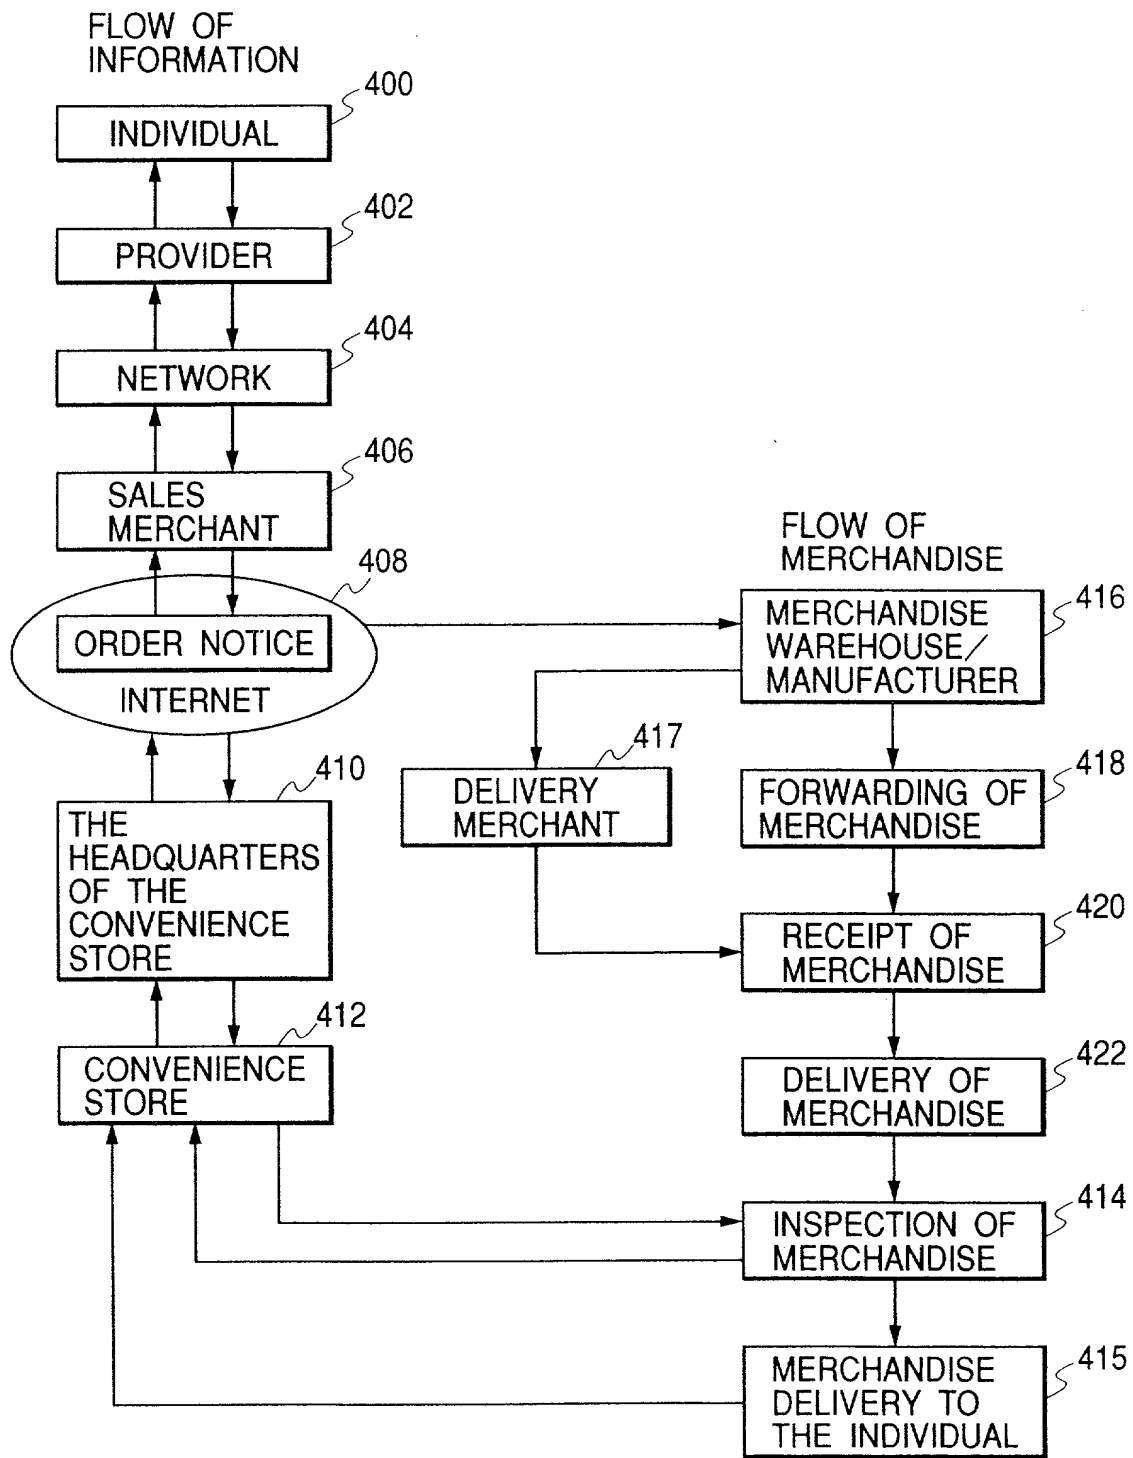 FLOW OF
INFORMATION
400
INDIVIDUAL
402
PROVIDER
404
NETWORK
406
SALES
MERCHANT
408
ORDER NOTICE
INTERNET
410
THE
HEADQUARTERS
OF THE
CONVENIENCE
STORE
412
CONVENIENCE
STORE
FLOW OF
MERCHANDISE
416
MERCHANDISE
WAREHOUSE/
MANUFACTURER
417
DELIVERY
MERCHANT
418
FORWARDING OF
MERCHANDISE
420
RECEIPT OF
MERCHANDISE
422
DELIVERY OF
MERCHANDISE
414
INSPECTION OF
MERCHANDISE
415
MERCHANDISE
DELIVERY TO
THE INDIVIDUAL